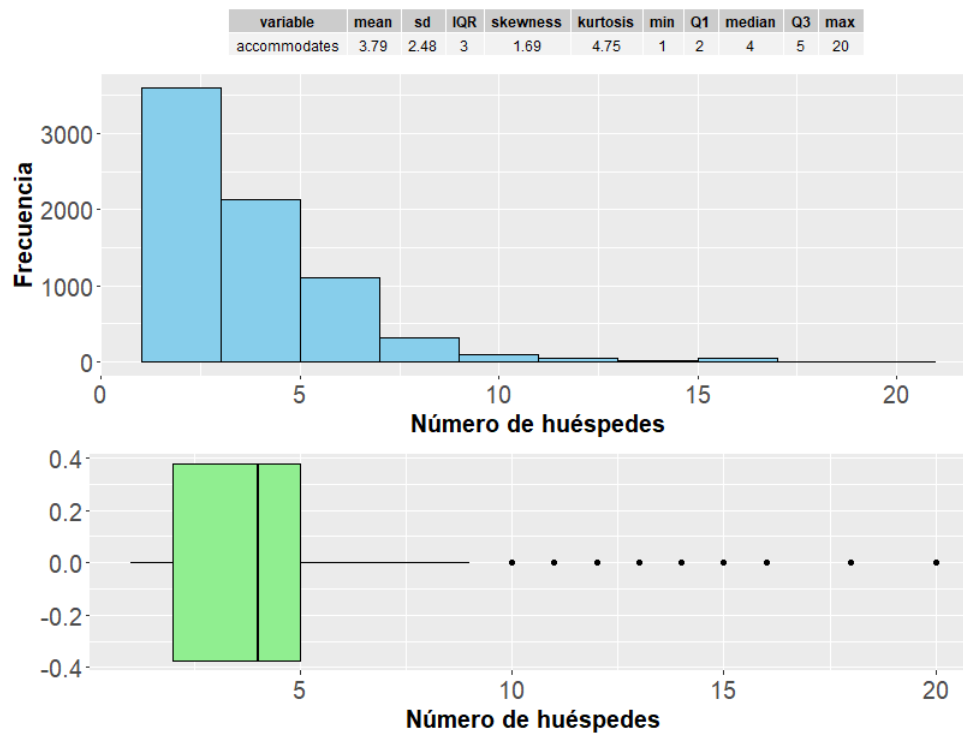 variable mean sd IQR skewness kurtosis min Q1 median Q3 max
accommodates 3.79 2.48 3 1.69 4.75 1 2 4 5 20
Frecuencia
3000
2000
1000
0
0 5 10 15 20
Número de huéspedes
0.4
0.2
0.0
-0.2
-0.4
5 10 15 20
Número de huéspedes